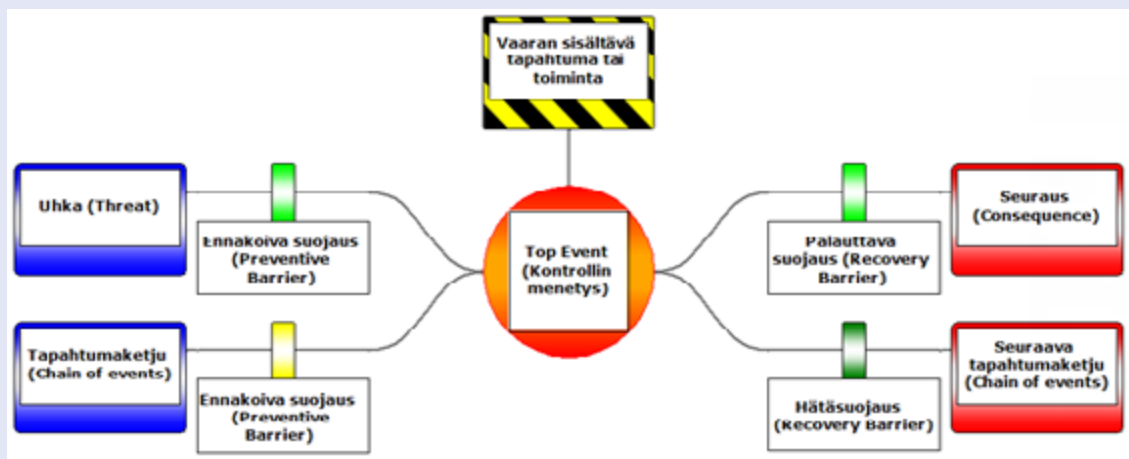 Vaaran sisältävä
tapahtuma tai
toiminta
Uhka (Threat)
Ennakoiva suojaus
(Preventive
Barrier)
Top Event
(Kontrollin
menetys)
Palauttava
suojaus (Recovery
Barrier)
Seuraus
(Consequence)
Tapahtumaketju
(Chain of events)
Ennakoiva suojaus
(Preventive
Barrier)
Hätäsuojaus
(Recovery Barrier)
Seuraava
tapahtumaketju
(Chain of events)